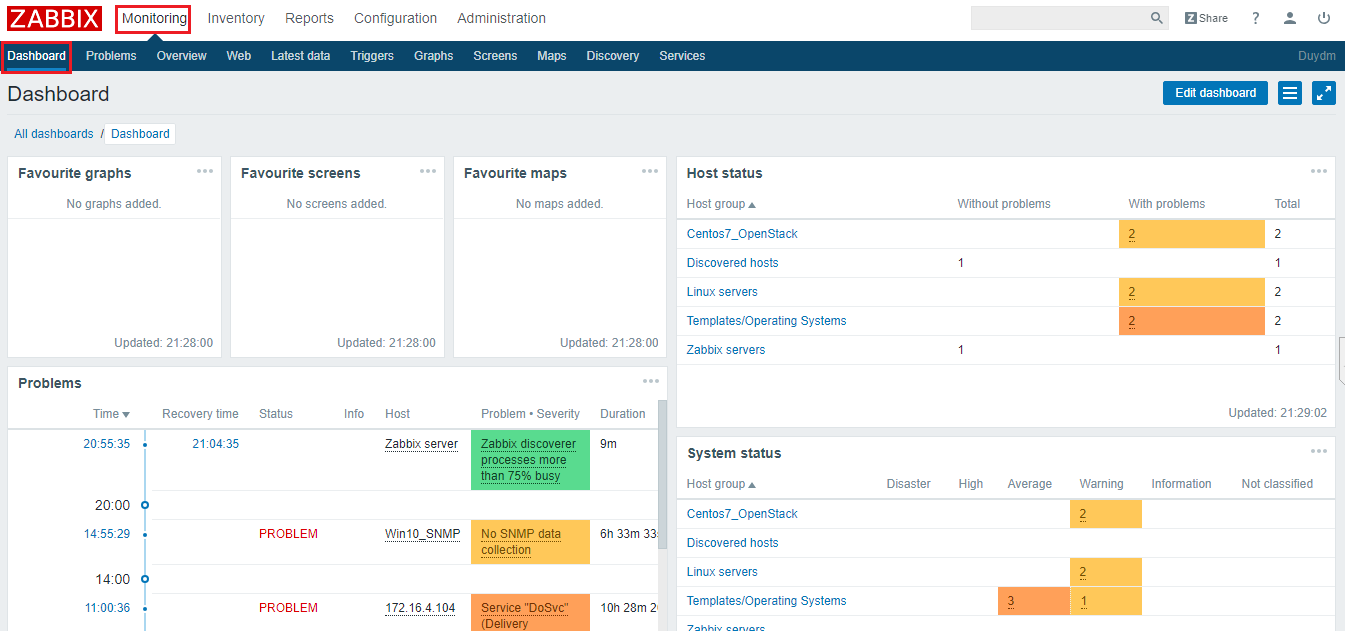 ZABBIX Monitoring Inventory Reports Configuration Administration Z Share ?
Dashboard Problems Overview Web Latest data Triggers Graphs Screens Maps Discovery Services Duydm
Dashboard Edit dashboard
All dashboards / Dashboard
Favourite graphs
No graphs added.
Updated: 21:28:00
Favourite screens
No screens added.
Updated: 21:28:00
Favourite maps
No maps added.
Updated: 21:28:00
Host status
Host group Without problems With problems Total
Centos7_OpenStack 2 2
Discovered hosts 1 1
Linux servers 2 2
Templates/Operating Systems 2 2
Zabbix servers 1 1
Updated: 21:29:02
Problems
Time Recovery time Status Info Host Problem • Severity Duration
20:55:35 21:04:35 Zabbix server Zabbix discoverer 9m
processes more
than 75% busy
20:00
14:55:29 PROBLEM Win10_SNMP No SNMP data 6h 33m 33
collection
14:00
11:00:36 PROBLEM 172.16.4.104 Service "DoSvc" 10h 28m 2
(Delivery
System status
Host group Disaster High Average Warning Information Not classified
Centos7_OpenStack 2
Discovered hosts
Linux servers 2
Templates/Operating Systems 3 1
Zabbix servers